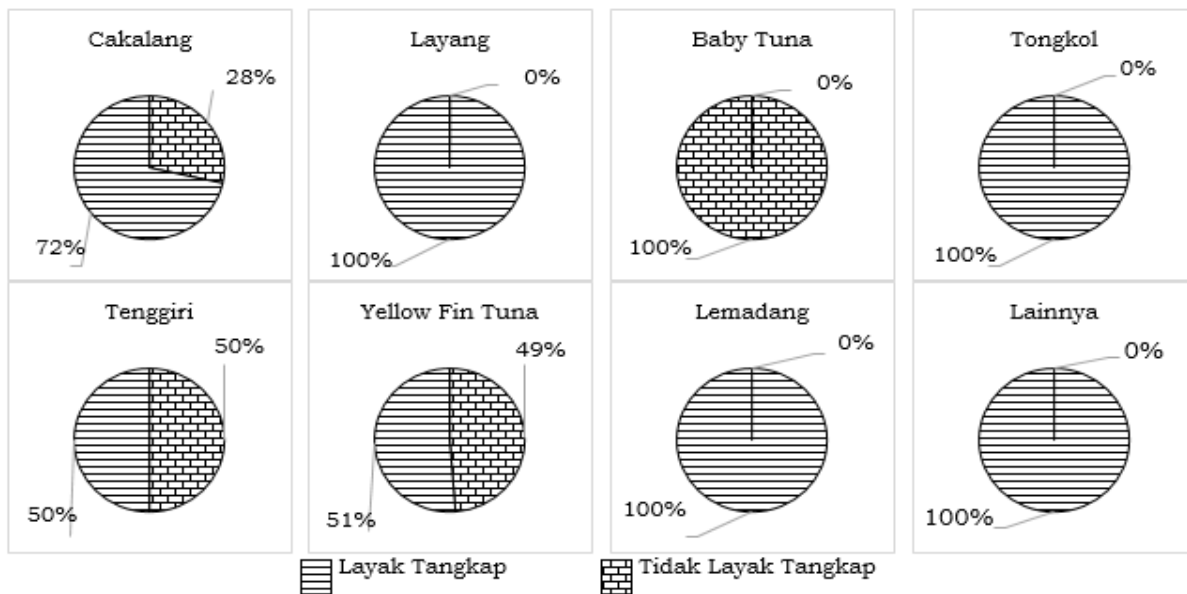 Cakalang
28%
72%
Layang
0%
100%
Baby Tuna
0%
100%
Tongkol
0%
100%
Tenggiri
50%
50%
Yellow Fin Tuna
49%
51%
Lemadang
0%
100%
Lainnya
0%
100%
Layak Tangkap
Tidak Layak Tangkap